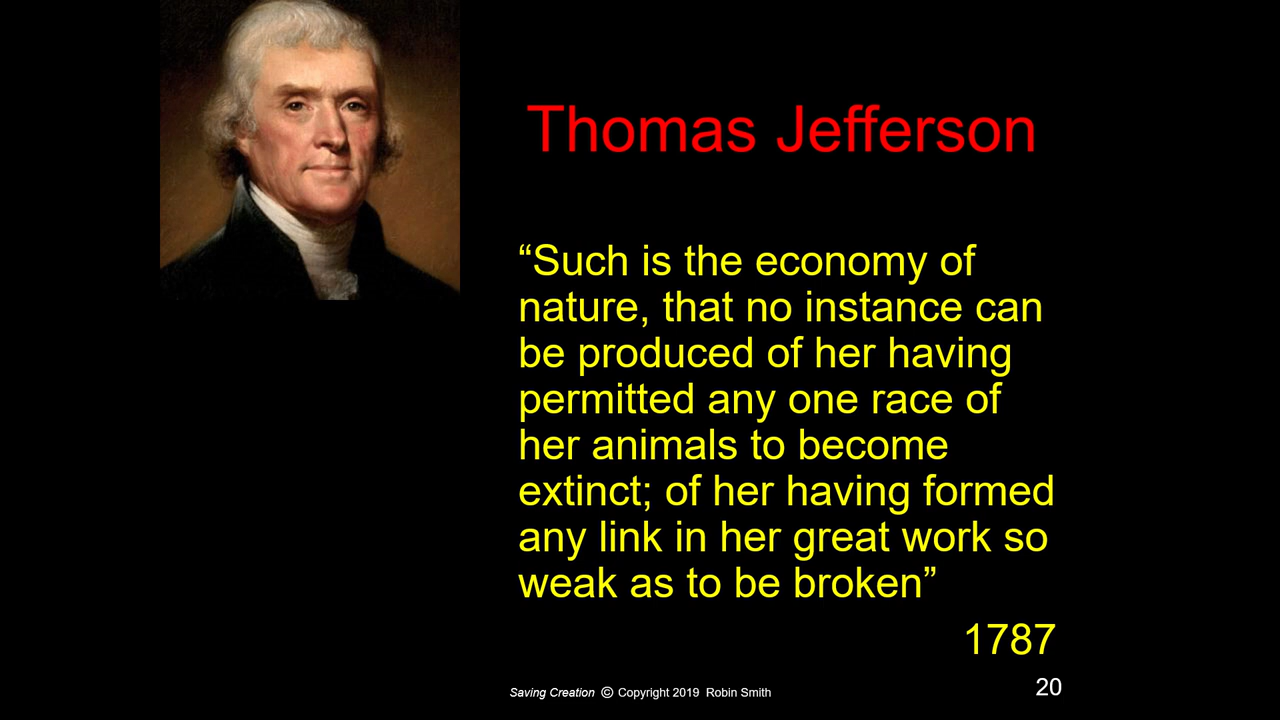 Thomas Jefferson
“Such is the economy of
nature, that no instance can
be produced of her having
permitted any one race of
her animals to become
extinct; of her having formed
any link in her great work so
weak as to be broken”
1787
Saving Creation © Copyright 2019 Robin Smith
20